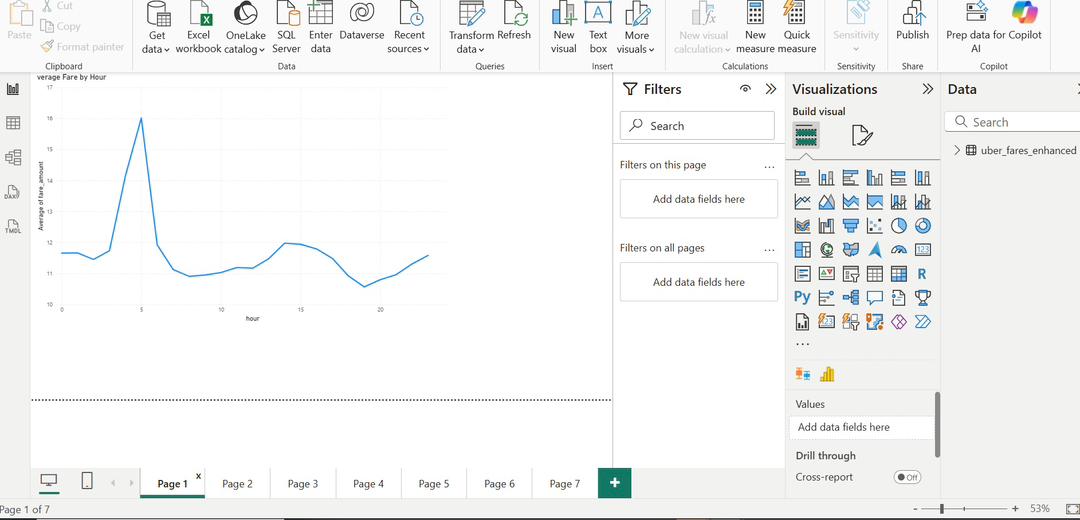 Paste
Cut
Copy
Format painter
Clipboard
Get data
Excel workbook
OneLake catalog
SQL Server
Enter data
Dataverse
Recent sources
Data
Transform data
Refresh
Queries
New visual
Text box
More visuals
Insert
New visual calculation
New measure
Quick measure
Calculations
Sensitivity
Sensitivity
Publish
Share
Prep data for AI
Copilot
Copilot
verage Fare by Hour
17
16
15
14
13
12
11
10
Average of fare_amount
0
5
10
15
20
hour
DAX
TMDL
Filters
Search
Filters on this page
...
Add data fields here
Filters on all pages
...
Add data fields here
Visualizations
Build visual
123
R
Py
123
...
Values
Add data fields here
Drill through
Cross-report
Off
Data
Search
uber_fares_enhanced
Page 1
x
Page 2
Page 3
Page 4
Page 5
Page 6
Page 7
+
Page 1 of 7
-
+
53%